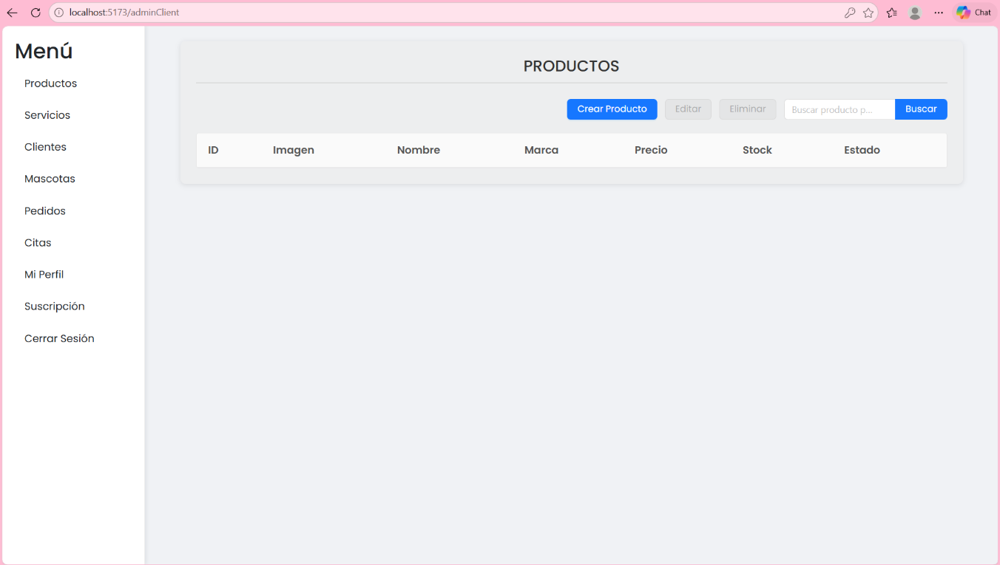 localhost:5173/adminClient
Chat
Menú
Productos
Servicios
Clientes
Mascotas
Pedidos
Citas
Mi Perfil
Suscripción
Cerrar Sesión
PRODUCTOS
Crear Producto Editar Eliminar Buscar producto p... Buscar
ID Imagen Nombre Marca Precio Stock Estado